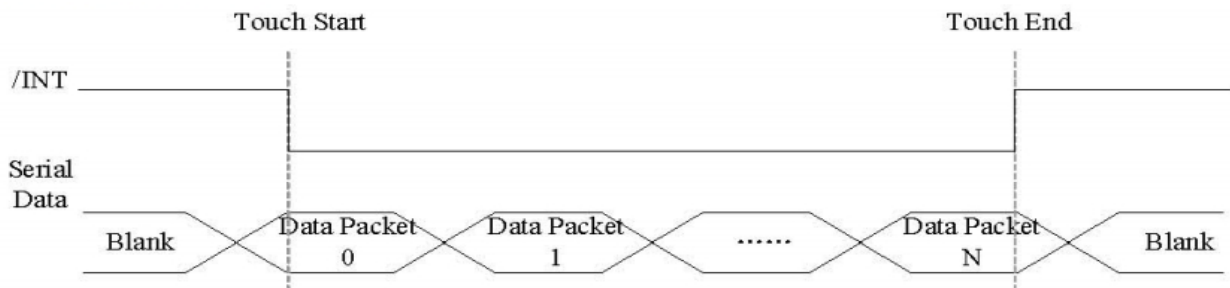 Touch Start
Touch End
/INT
Serial
Data
Blank
Data Packet
0
Data Packet
1
......
Data Packet
N
Blank